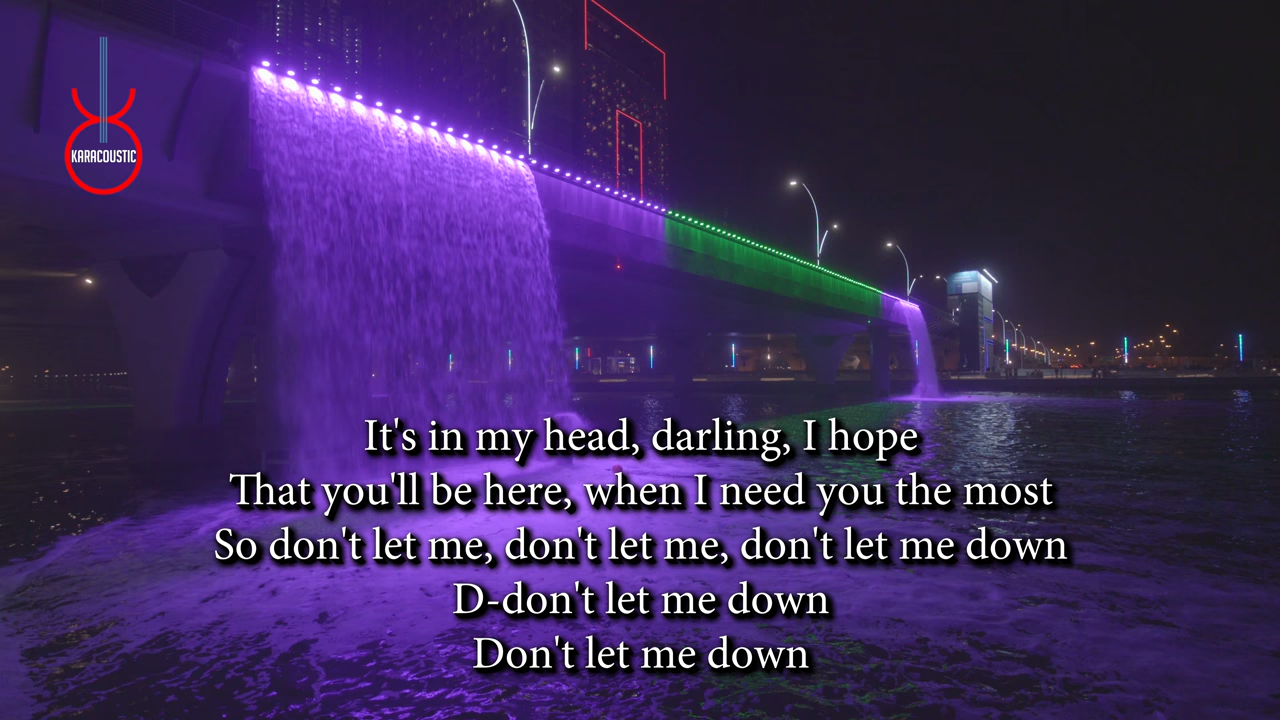 KARACOUSTIC
It's in my head, darling, I hope
That you'll be here, when I need you the most
So don't let me, don't let me, don't let me down
D-don't let me down
Don't let me down